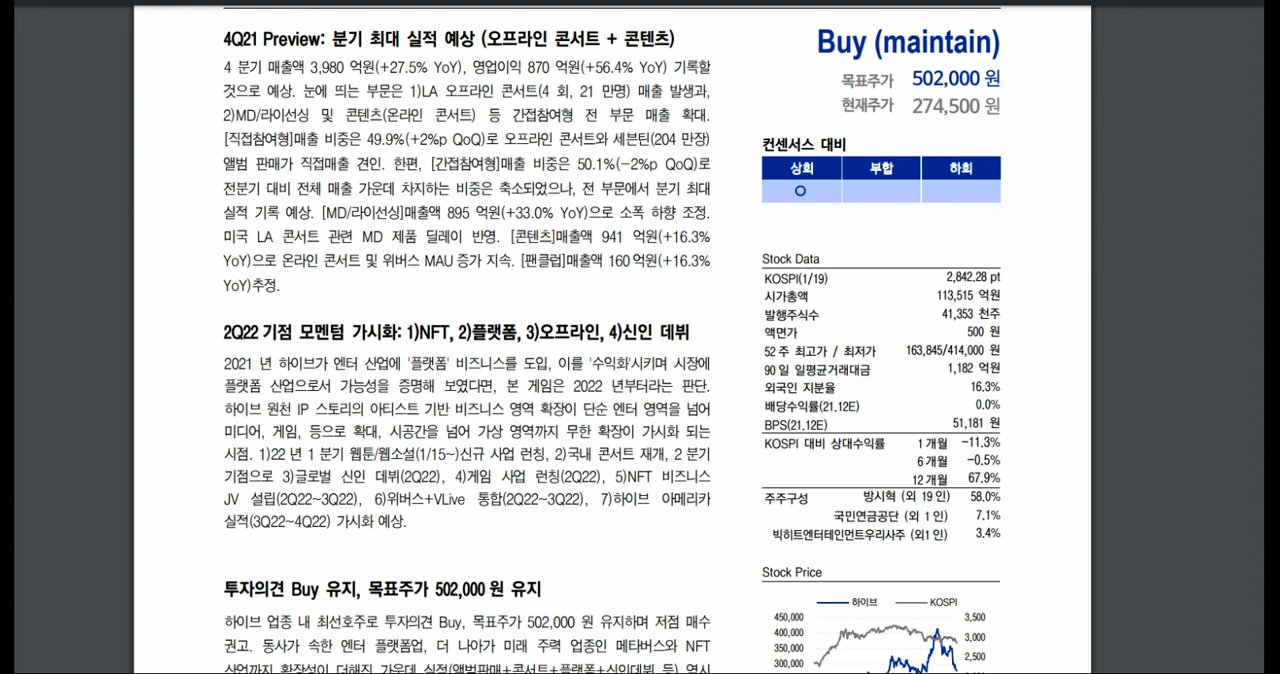 4Q21 Preview: 분기 최대 실적 예상 (오프라인 콘서트 + 콘텐츠)
4 분기 매출액 3,980 억원(+27.5% YoY), 영업이익 870 억원(+56.4% YoY) 기록할
것으로 예상. 눈에 띄는 부문은 1)LA 오프라인 콘서트(4 회, 21 만명) 매출 발생과,
2)MD/라이선싱 및 콘텐츠(온라인 콘서트) 등 간접참여형 전 부문 매출 확대.
[직접참여형]매출 비중은 49.9%(+2%p QoQ)로 오프라인 콘서트와 세븐틴(204 만장)
앨범 판매가 직접매출 견인. 한편, [간접참여형]매출 비중은 50.1%(-2%p QoQ)로
전분기 대비 전체 매출 가운데 차지하는 비중은 축소되었으나, 전 부문에서 분기 최대
실적 기록 예상. [MD/라이선싱]매출액 895 억원(+33.0% YoY)으로 소폭 하향 조정.
미국 LA 콘서트 관련 MD 제품 딜레이 반영. [콘텐츠]매출액 941 억원(+16.3%
YoY)으로 온라인 콘서트 및 위버스 MAU 증가 지속. [팬클럽]매출액 160 억원(+16.3%
YoY)추정.
2Q22 기점 모멘텀 가시화: 1)NFT, 2)플랫폼, 3)오프라인, 4)신인 데뷔
2021 년 하이브가 엔터 산업에 '플랫폼' 비즈니스를 도입, 이를 '수익화'시키며 시장에
플랫폼 산업으로서 가능성을 증명해 보였다면, 본 게임은 2022 년부터라는 판단.
하이브 원천 IP 스토리의 아티스트 기반 비즈니스 영역 확장이 단순 엔터 영역을 넘어
미디어, 게임, 등으로 확대, 시공간을 넘어 가상 영역까지 무한 확장이 가시화 되는
시점. 1)22 년 1 분기 웹툰/웹소설(1/15~)신규 사업 런칭, 2)국내 콘서트 재개, 2 분기
기점으로 3)글로벌 신인 데뷔(2Q22), 4)게임 사업 런칭(2Q22), 5)NFT 비즈니스
JV 설립(2Q22~3Q22), 6)위버스+VLive 통합(2Q22~3Q22), 7)하이브 아메리카
실적(3Q22~4Q22) 가시화 예상.
투자의견 Buy 유지, 목표주가 502,000 원 유지
하이브 업종 내 최선호주로 투자의견 Buy, 목표주가 502,000 원 유지하며 저점 매수
권고. 동사가 속한 엔터 플랫폼업, 더 나아가 미래 주력 업종인 메타버스와 NFT
산업까지 확장성이 더해진 가운데 실적(앨범판매+콘서트+플랫폼+신인데뷔 등) 역시
Buy (maintain)
목표주가 502,000 원
현재주가 274,500 원
컨센서스 대비
상회 부합 하회
O
Stock Data
KOSPI(1/19) 2,842.28 pt
시가총액 113,515 억원
발행주식수 41,353 천주
액면가 500 원
52 주 최고가 / 최저가 163,845/414,000 원
90 일 일평균거래대금 1,182 억원
외국인 지분율 16.3%
배당수익률(21.12E) 0.0%
BPS(21.12E) 51,181 원
KOSPI 대비 상대수익률 1 개월 -11.3%
6 개월 -0.5%
12 개월 67.9%
주주구성 방시혁 (외 19 인) 58.0%
국민연금공단 (외 1 인) 7.1%
빅히트엔터테인먼트우리사주 (외1 인) 3.4%
Stock Price
하이브 KOSPI
450,000 3,500
400,000 3,000
350,000 2,500
300,000